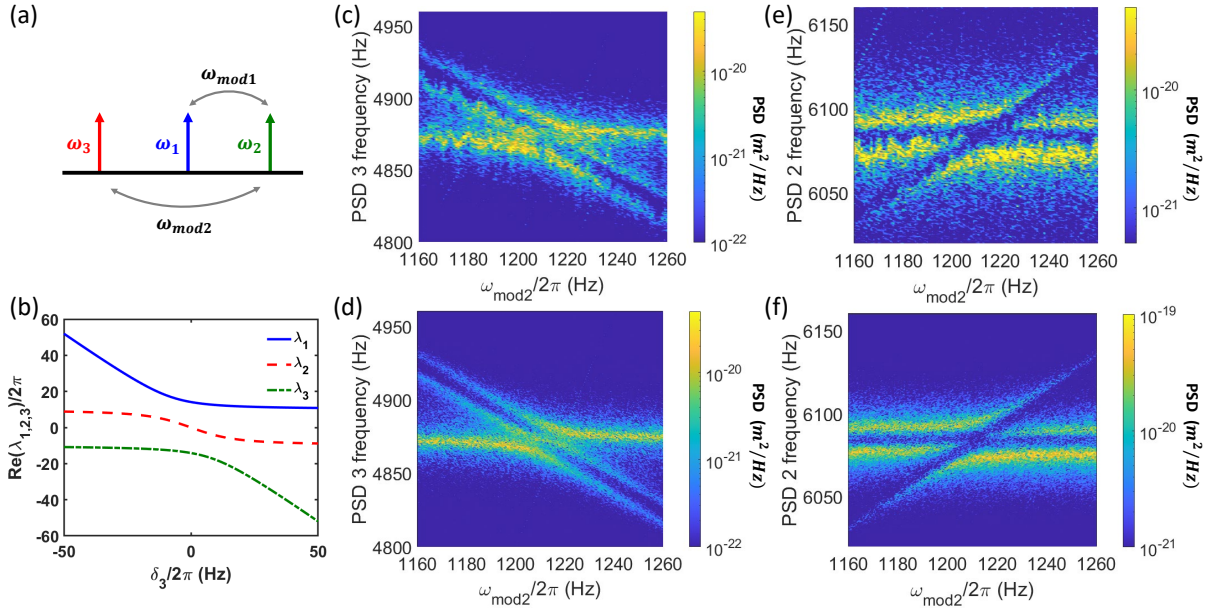 (a)
ω_mod1
ω_3
ω_1
ω_2
ω_mod2
(b)
Re(λ_1,2,3)/2π
60
40
20
0
-20
-40
-60
-50
0
50
δ_3/2π (Hz)
λ_1
λ_2
λ_3
(c)
PSD 3 frequency (Hz)
4950
4900
4850
4800
1160 1180 1200 1220 1240 1260
ω_mod2/2π (Hz)
10^-20
10^-21
10^-22
PSD (m^2/Hz)
(d)
PSD 3 frequency (Hz)
4950
4900
4850
4800
1160 1180 1200 1220 1240 1260
ω_mod2/2π (Hz)
10^-20
10^-21
10^-22
PSD (m^2/Hz)
(e)
PSD 2 frequency (Hz)
6150
6100
6050
1160 1180 1200 1220 1240 1260
ω_mod2/2π (Hz)
10^-20
10^-21
PSD (m^2/Hz)
(f)
PSD 2 frequency (Hz)
6150
6100
6050
1160 1180 1200 1220 1240 1260
ω_mod2/2π (Hz)
10^-19
10^-20
10^-21
PSD (m^2/Hz)